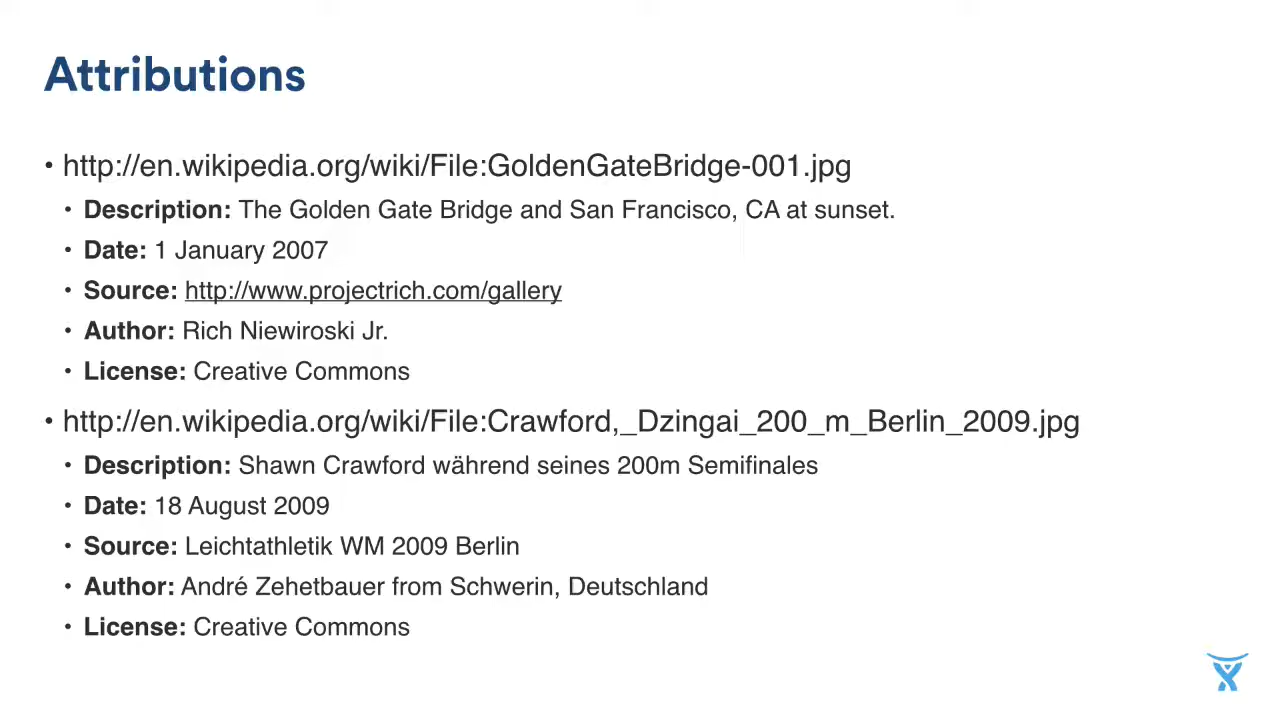 Attributions
• http://en.wikipedia.org/wiki/File:GoldenGateBridge-001.jpg
• Description: The Golden Gate Bridge and San Francisco, CA at sunset.
• Date: 1 January 2007
• Source: http://www.projectrich.com/gallery
• Author: Rich Niewiroski Jr.
• License: Creative Commons
• http://en.wikipedia.org/wiki/File:Crawford,_Dzingai_200_m_Berlin_2009.jpg
• Description: Shawn Crawford während seines 200m Semifinales
• Date: 18 August 2009
• Source: Leichtathletik WM 2009 Berlin
• Author: André Zehetbauer from Schwerin, Deutschland
• License: Creative Commons